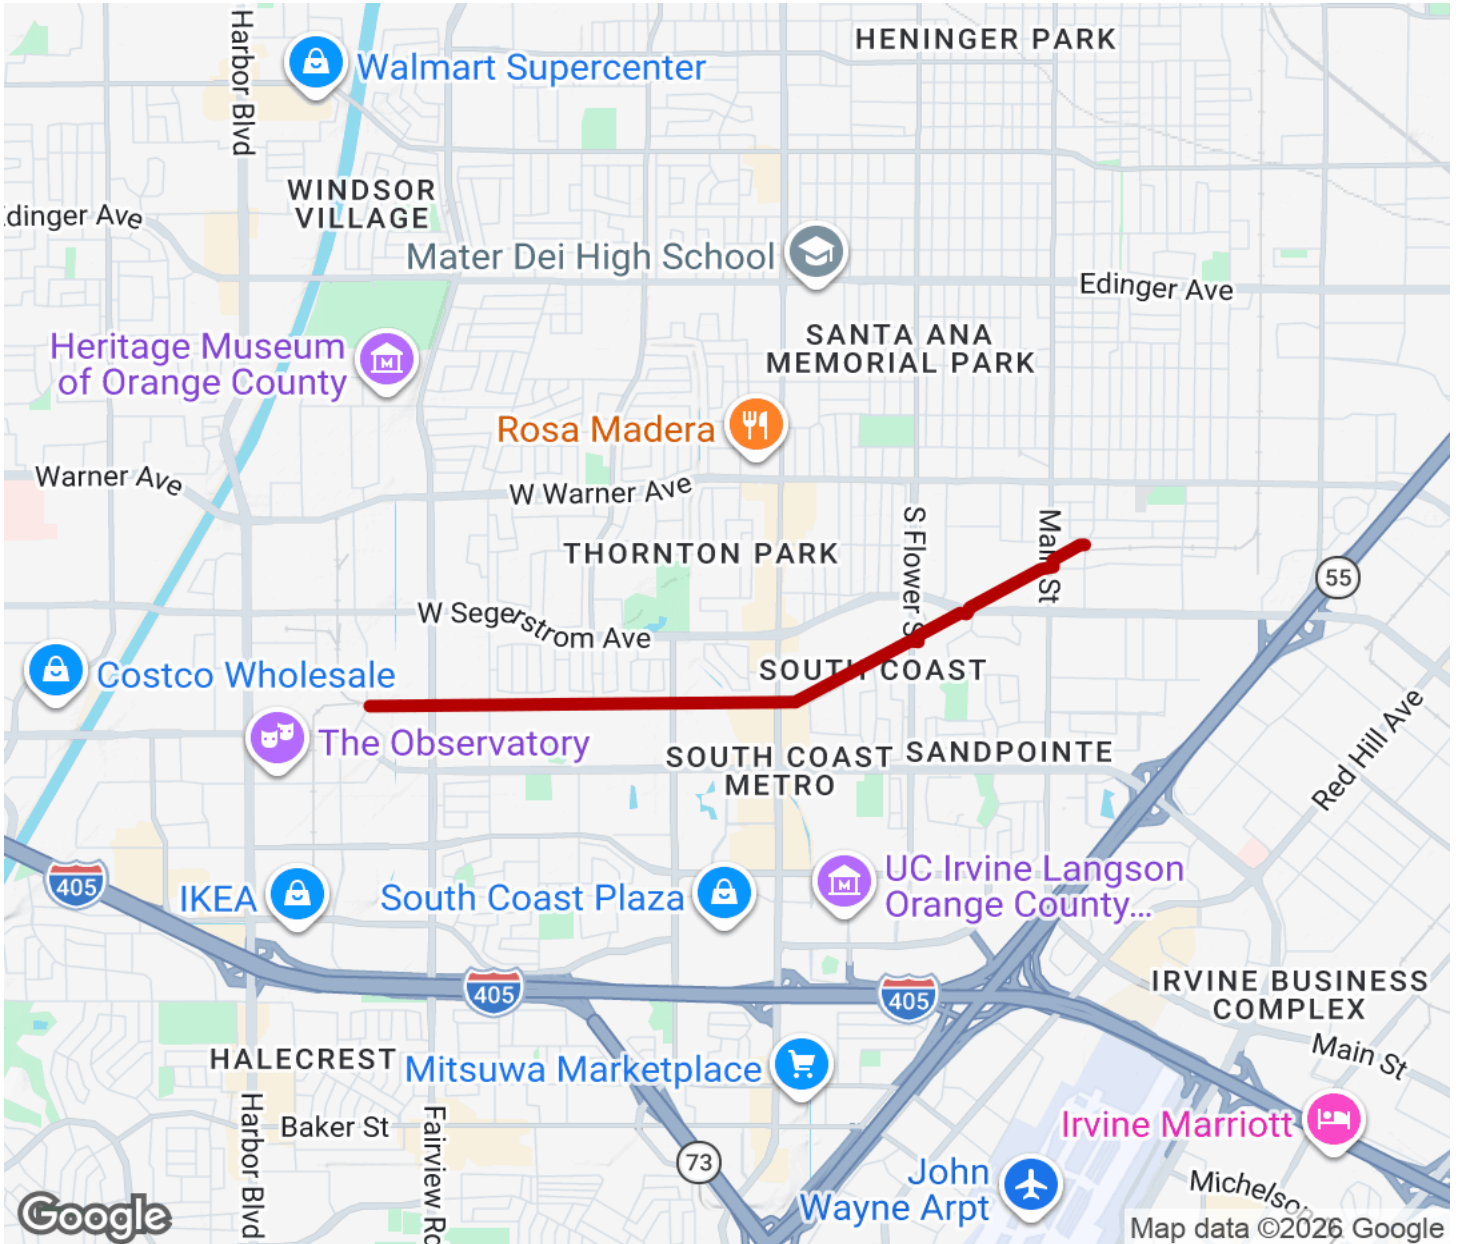 HENINGER PARK
Harbor Blvd
Walmart Supercenter
WINDSOR
VILLAGE
dinger Ave
Mater Dei High School
Edinger Ave
SANTA ANA
MEMORIAL PARK
Heritage Museum
of Orange County
Rosa Madera
Warner Ave
W Warner Ave
S Flower S
Main St
THORNTON PARK
55
W Segerstrom Ave
Costco Wholesale
SOUTH COAST
The Observatory
SOUTH COAST
METRO
SANDPOINTE
Red Hill Ave
405
IKEA
South Coast Plaza
UC Irvine Langson
Orange County...
405
405
IRVINE BUSINESS
COMPLEX
Main St
HALECREST
Mitsuwa Marketplace
Harbor Blvd
Baker St
Fairview Ro
Irvine Marriott
73
John
Wayne Arpt
Michelson
Google
Map data ©2026 Google